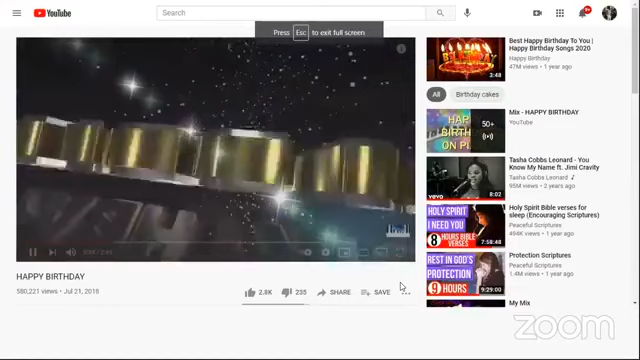 YouTube
Search
9+
Press Esc to exit full screen
HAPPY BIRTHDAY
580,221 views • Jul 21, 2018
2.8K
235
SHARE
SAVE
3:48
Best Happy Birthday To You |
Happy Birthday Songs 2020
Happy Birthday
47M views • 1 year ago
All
Birthday cakes
50+
Mix - HAPPY BIRTHDAY
YouTube
vevo
8:02
Tasha Cobbs Leonard - You
Know My Name ft. Jimi Cravity
Tasha Cobbs Leonard
95M views • 2 years ago
HOLY SPIRIT
I NEED YOU
8 HOURS BIBLE
VERSES
7:58:48
Holy Spirit Bible verses for
sleep (Encouraging Scriptures)
Peaceful Scriptures
494K views • 1 year ago
REST IN GOD'S
PROTECTION
9 HOURS
9:29:00
Protection Scriptures
Peaceful Scriptures
1.4M views • 1 year ago
My Mix
zoom